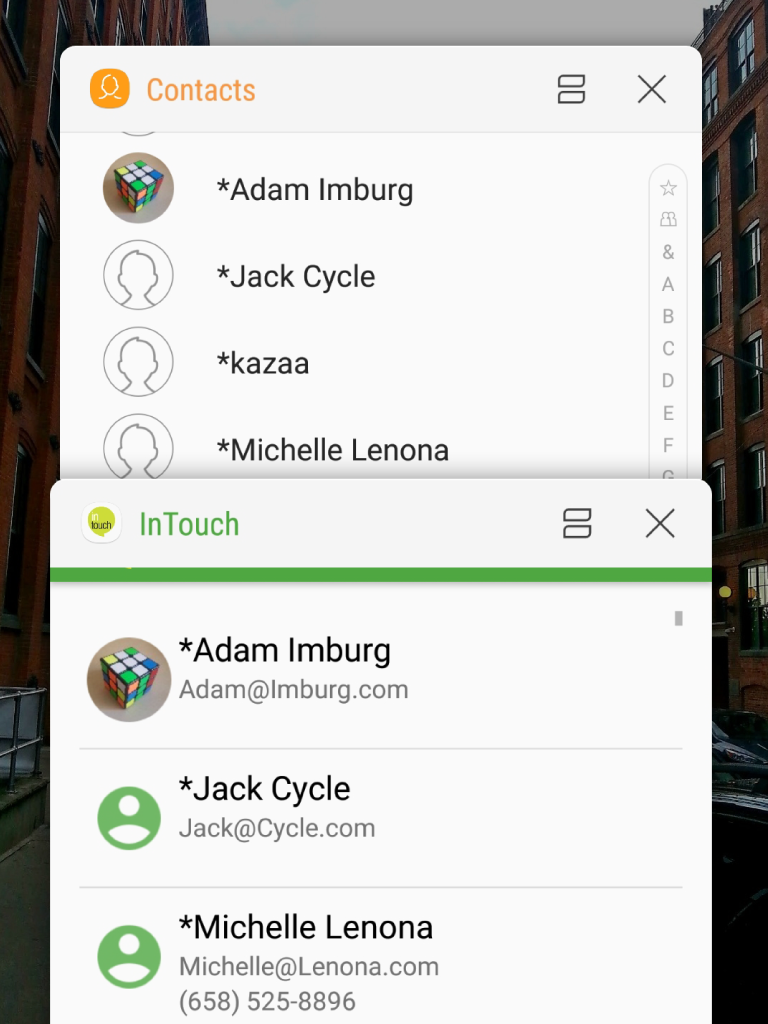 Contacts
*Adam Imburg
*Jack Cycle
*kazaa
*Michelle Lenona
&
A
B
C
D
E
F
G
in
touch
InTouch
*Adam Imburg
Adam@Imburg.com
*Jack Cycle
Jack@Cycle.com
*Michelle Lenona
Michelle@Lenona.com
(658) 525-8896